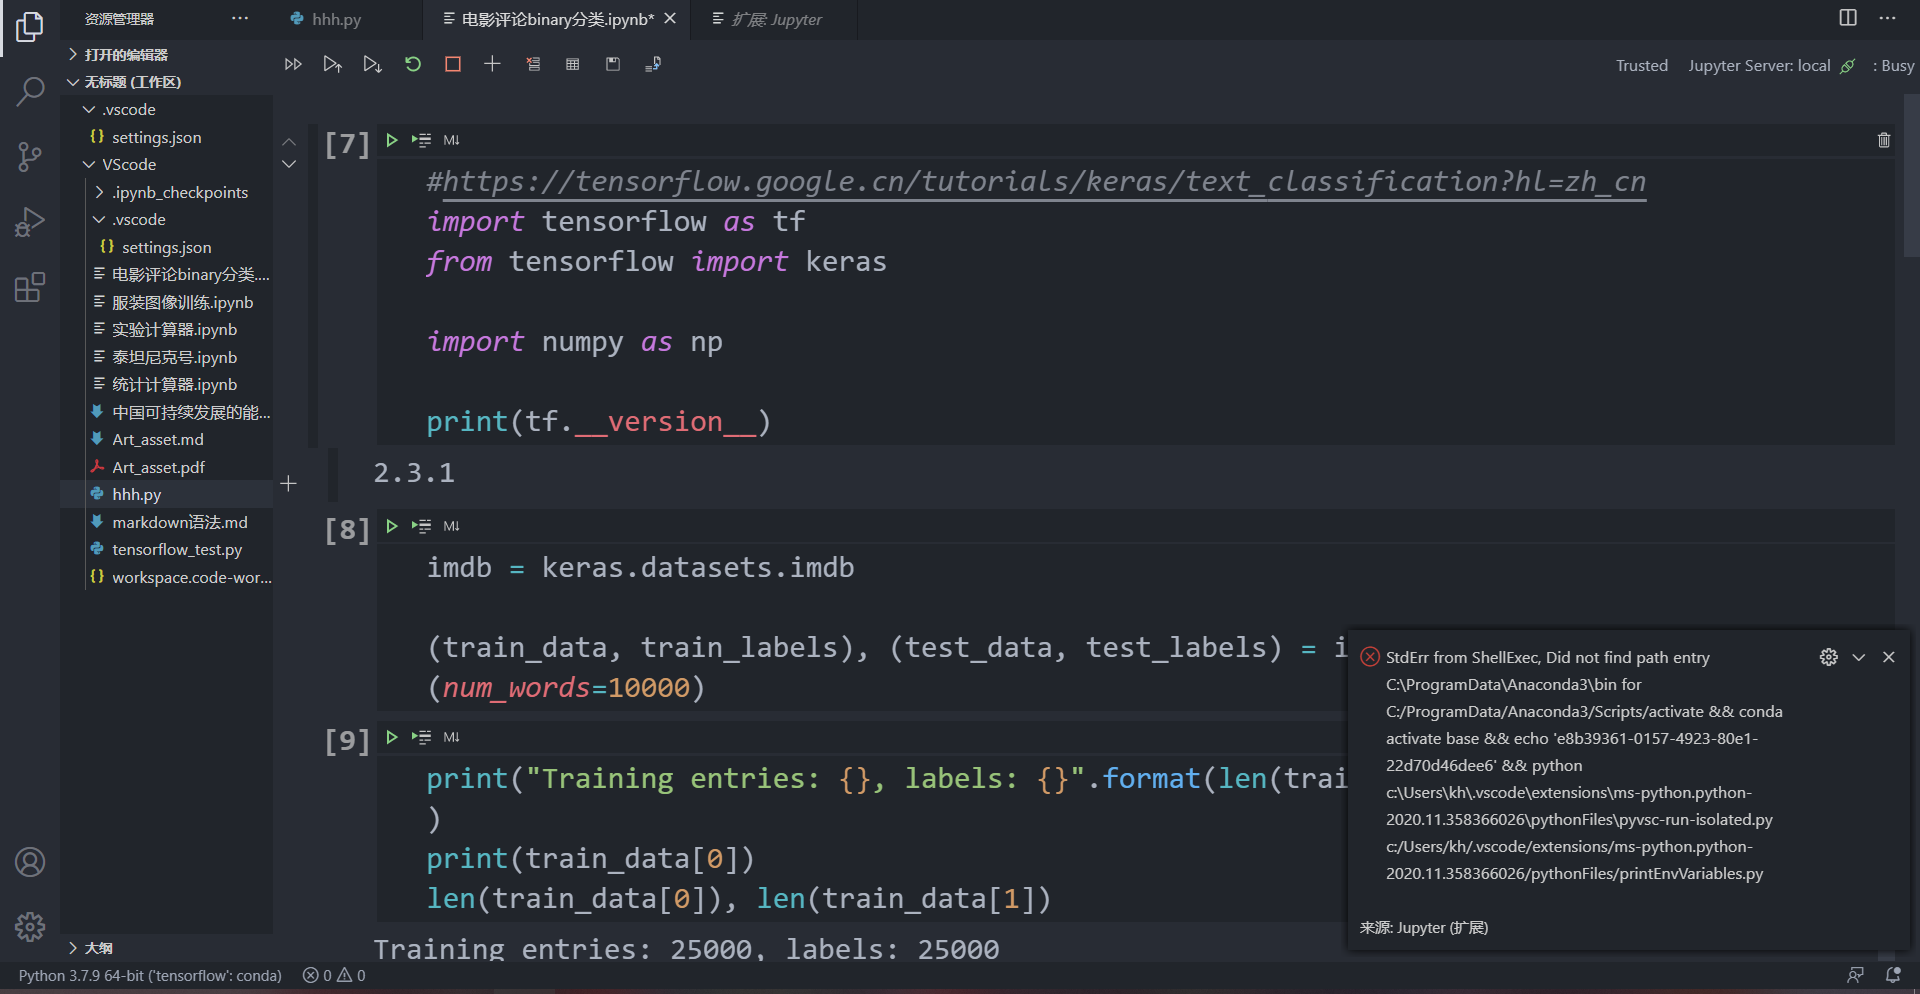 资源管理器
hhh.py
电影评论binary分类.ipynb*
扩展: Jupyter
打开的编辑器
无标题 (工作区)
.vscode
settings.json
VScode
.ipynb_checkpoints
.vscode
settings.json
电影评论binary分类....
服装图像训练.ipynb
实验计算器.ipynb
泰坦尼克号.ipynb
统计计算器.ipynb
中国可持续发展的能...
Art_asset.md
Art_asset.pdf
hhh.py
markdown语法.md
tensorflow_test.py
workspace.code-wor...
大纲
Trusted
Jupyter Server: local
: Busy
[7]
M↓
#https://tensorflow.google.cn/tutorials/keras/text_classification?hl=zh_cn
import tensorflow as tf
from tensorflow import keras
import numpy as np
print(tf.__version__)
2.3.1
[8]
M↓
imdb = keras.datasets.imdb
(train_data, train_labels), (test_data, test_labels) = i
(num_words=10000)
[9]
M↓
print("Training entries: {}, labels: {}".format(len(trai
)
print(train_data[0])
len(train_data[0]), len(train_data[1])
Training entries: 25000, labels: 25000
StdErr from ShellExec, Did not find path entry
C:\ProgramData\Anaconda3\bin for
C:/ProgramData/Anaconda3/Scripts/activate && conda
activate base && echo 'e8b39361-0157-4923-80e1-
22d70d46dee6' && python
c:\Users\kh\.vscode\extensions\ms-python.python-
2020.11.358366026\pythonFiles\pyvsc-run-isolated.py
c:/Users/kh/.vscode/extensions/ms-python.python-
2020.11.358366026/pythonFiles/printEnvVariables.py
来源: Jupyter (扩展)
Python 3.7.9 64-bit ('tensorflow': conda)
0
0